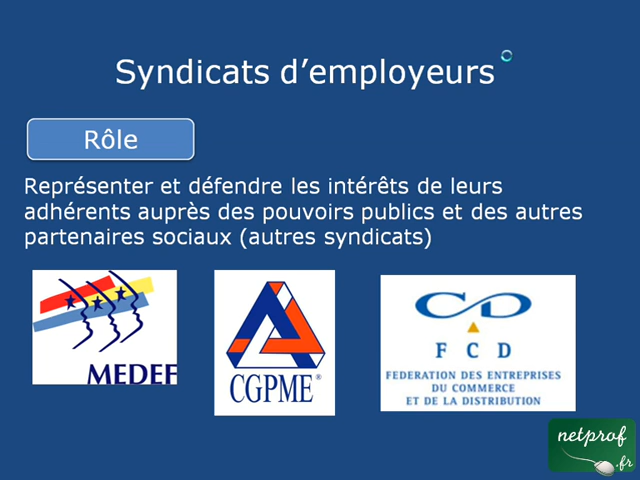 Syndicats d’employeurs
Rôle
Représenter et défendre les intérêts de leurs
adhérents auprès des pouvoirs publics et des autres
partenaires sociaux (autres syndicats)
MEDEF
CGPME®
FCD
FEDERATION DES ENTREPRISES
DU COMMERCE
ET DE LA DISTRIBUTION
netprof
.fr